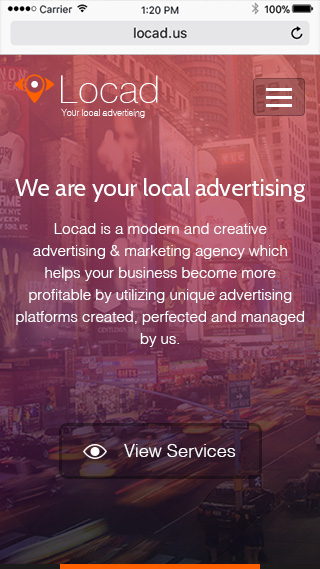 Carrier 1:20 PM 100%
locad.us
Locad
Your local advertising
We are your local advertising
Locad is a modern and creative
advertising & marketing agency which
helps your business become more
profitable by utilizing unique advertising
platforms created, perfected and managed
by us.
View Services